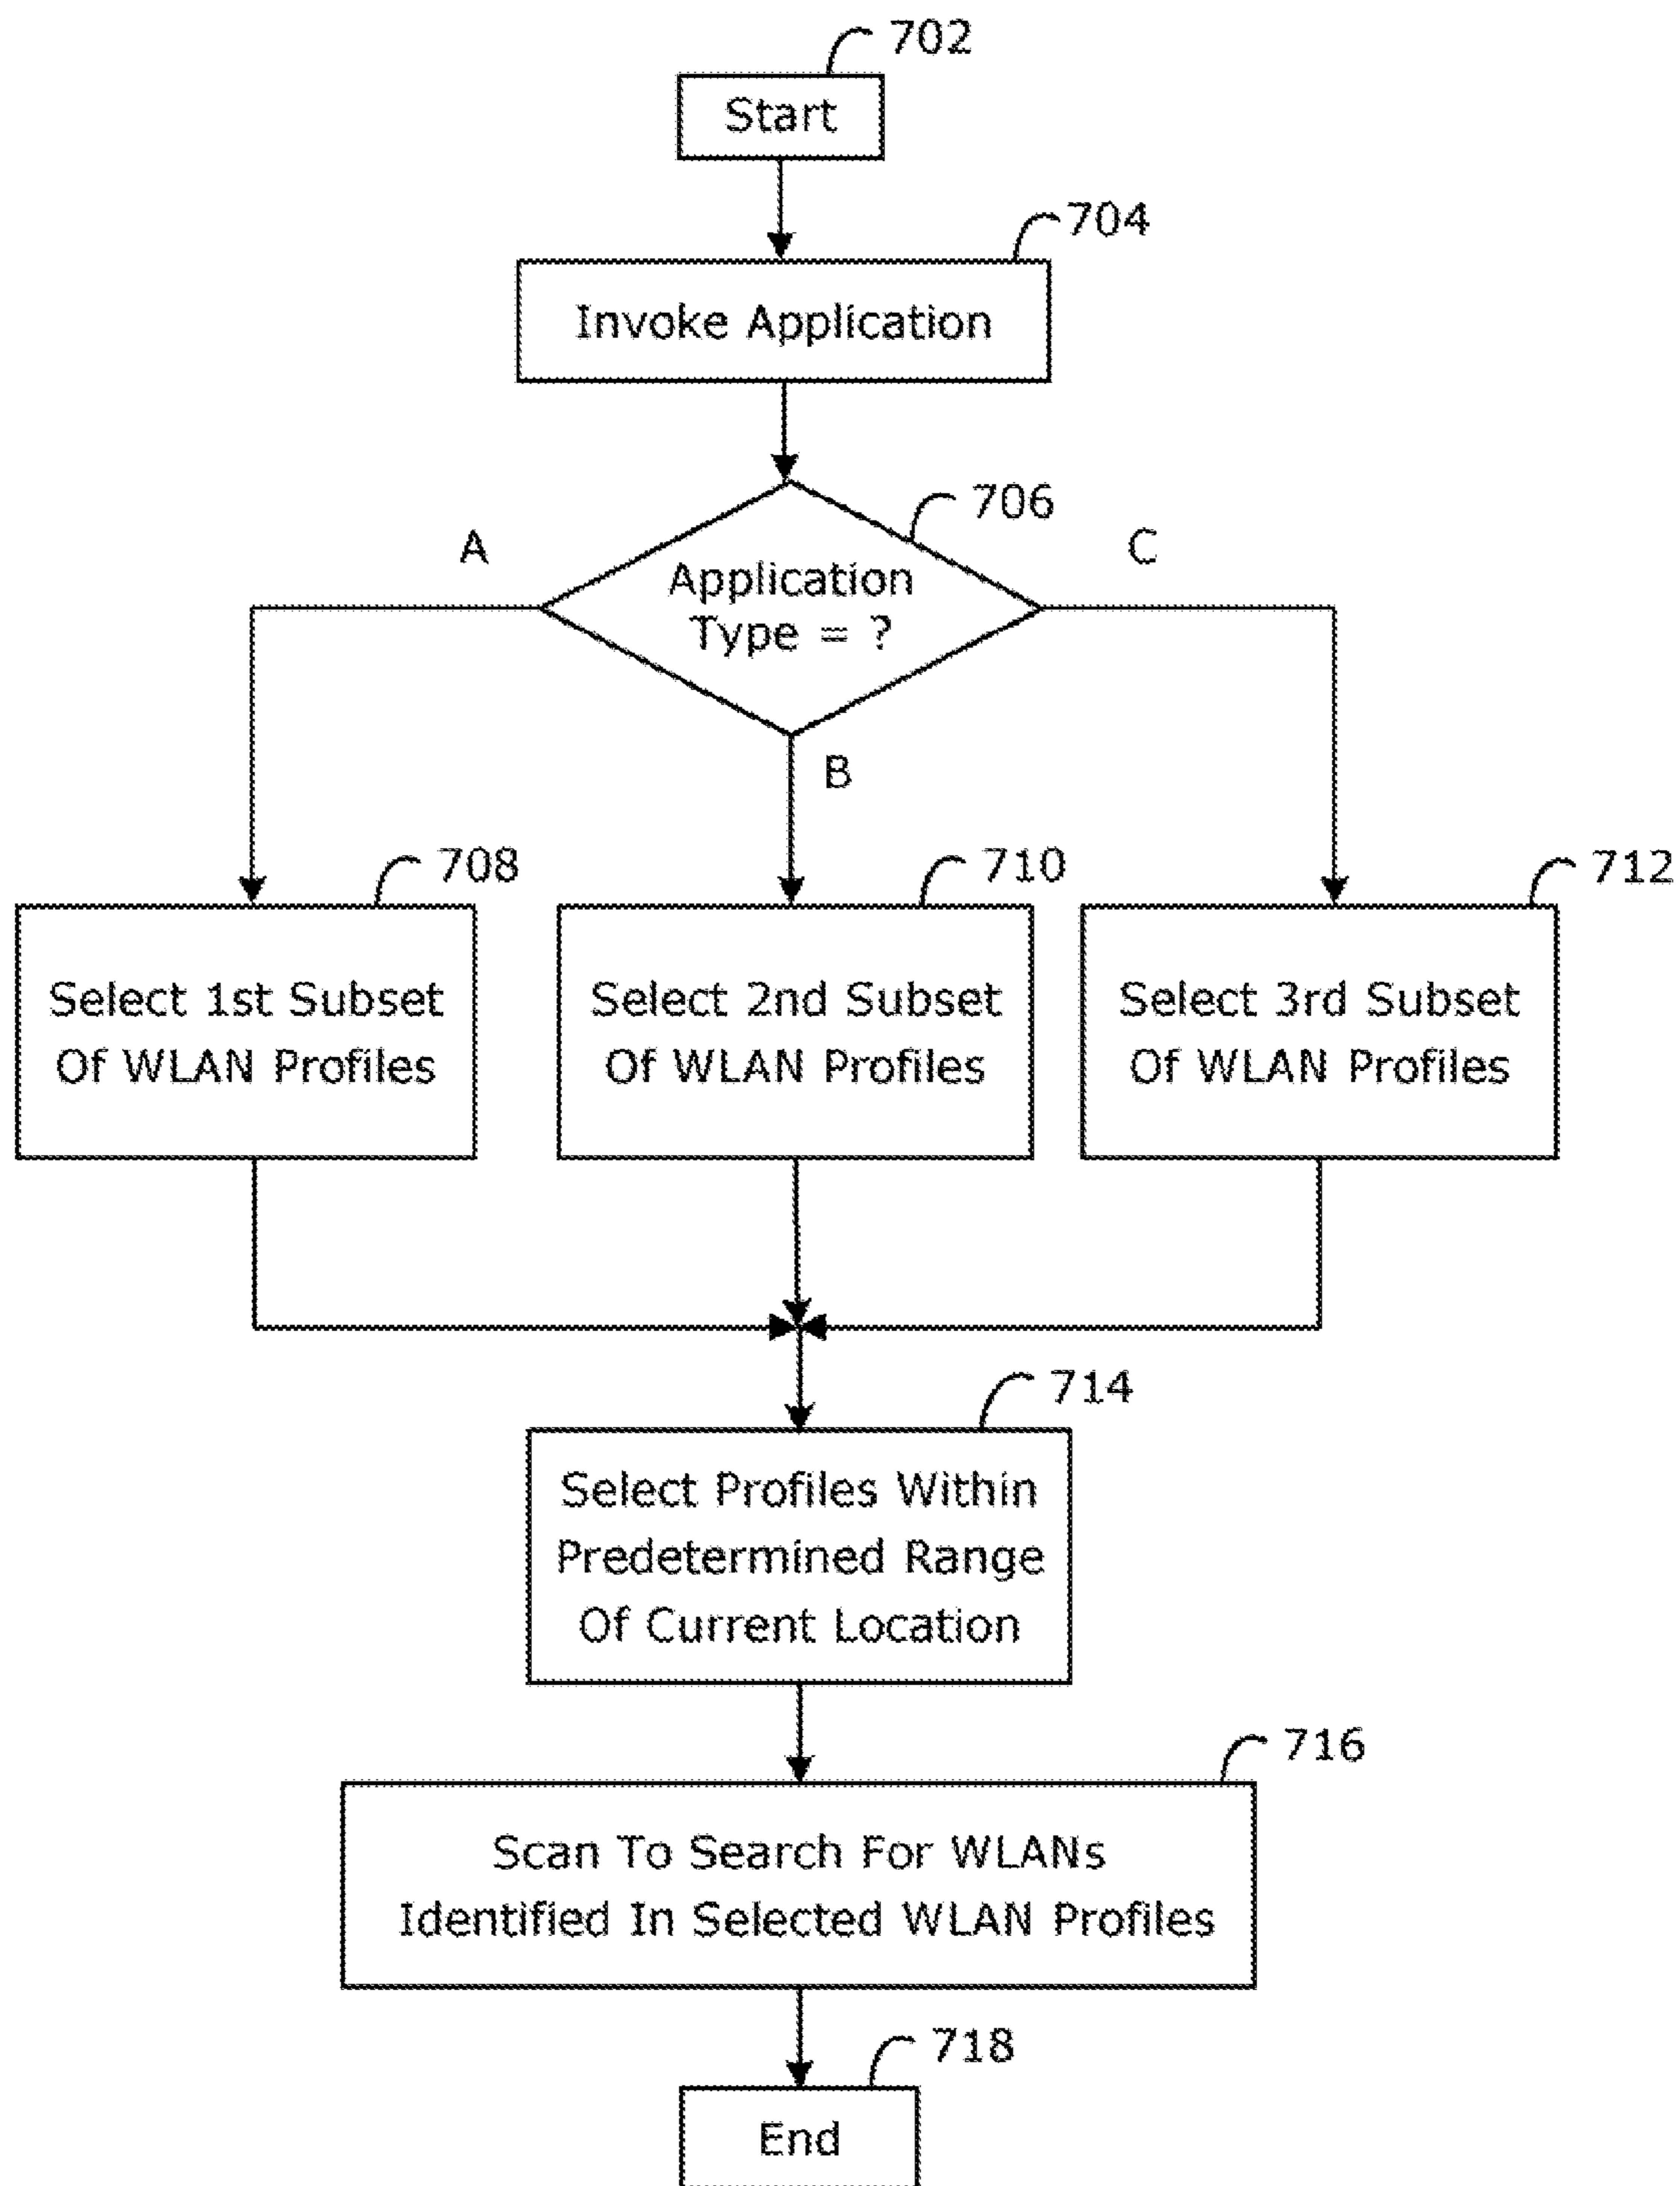 702
Start
704
Invoke Application
706
A
C
Application
Type = ?
B
708
710
712
Select 1st Subset
Of WLAN Profiles
Select 2nd Subset
Of WLAN Profiles
Select 3rd Subset
Of WLAN Profiles
714
Select Profiles Within
Predetermined Range
Of Current Location
716
Scan To Search For WLANs
Identified In Selected WLAN Profiles
718
End